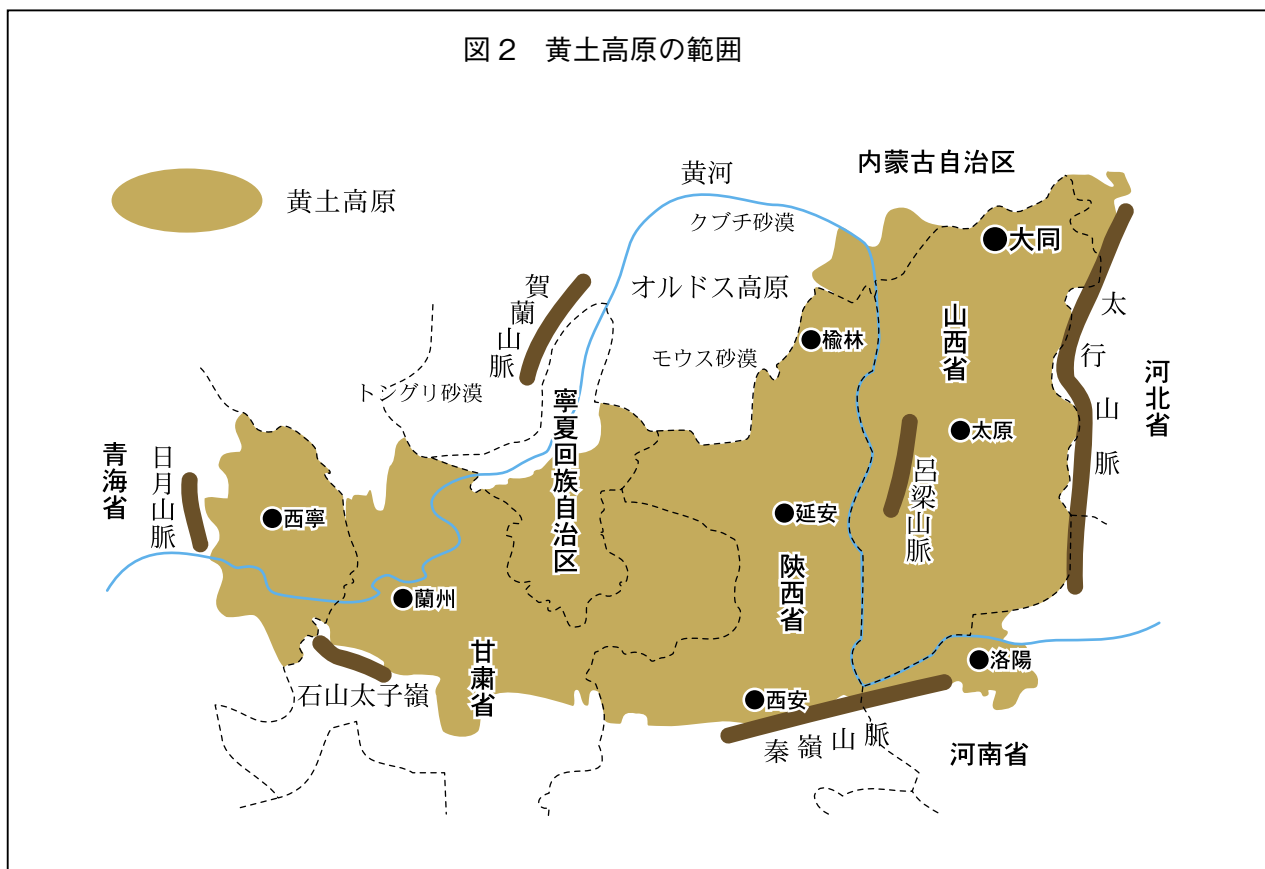 図２　黄土高原の範囲
黄土高原
黄河
内蒙古自治区
クブチ砂漠
大同
オルドス高原
賀蘭山脈
太行山脈
山西省
楡林
モウス砂漠
河北省
トングリ砂漠
寧夏回族自治区
太原
青海省
日月山脈
呂梁山脈
西寧
延安
陝西省
蘭州
甘粛省
洛陽
石山太子嶺
西安
秦嶺山脈
河南省